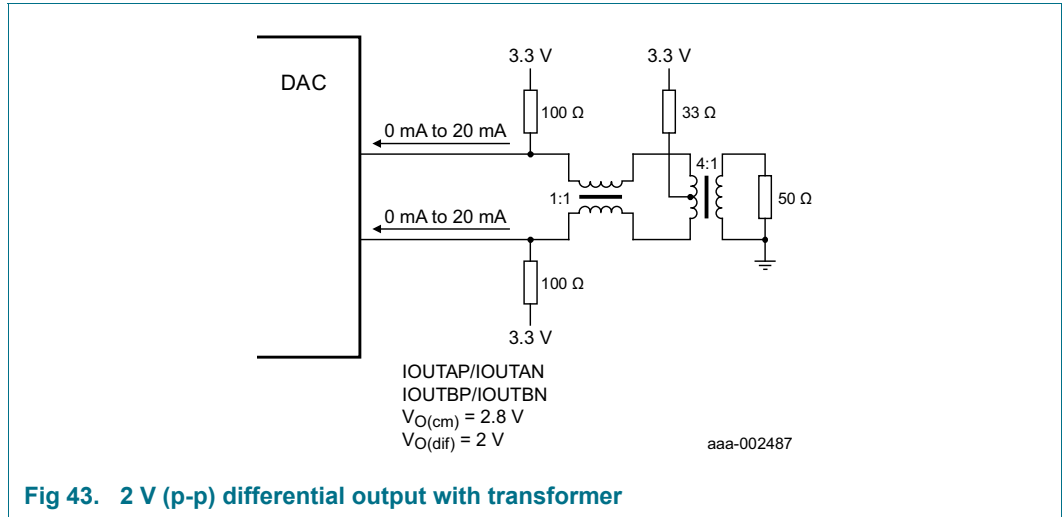 3.3 V
3.3 V
DAC
100 Ω
33 Ω
0 mA to 20 mA
4:1
1:1
50 Ω
0 mA to 20 mA
100 Ω
3.3 V
IOUTAP/IOUTAN
IOUTBP/IOUTBN
VO(cm) = 2.8 V
VO(dif) = 2 V
aaa-002487
Fig 43. 2 V (p-p) differential output with transformer